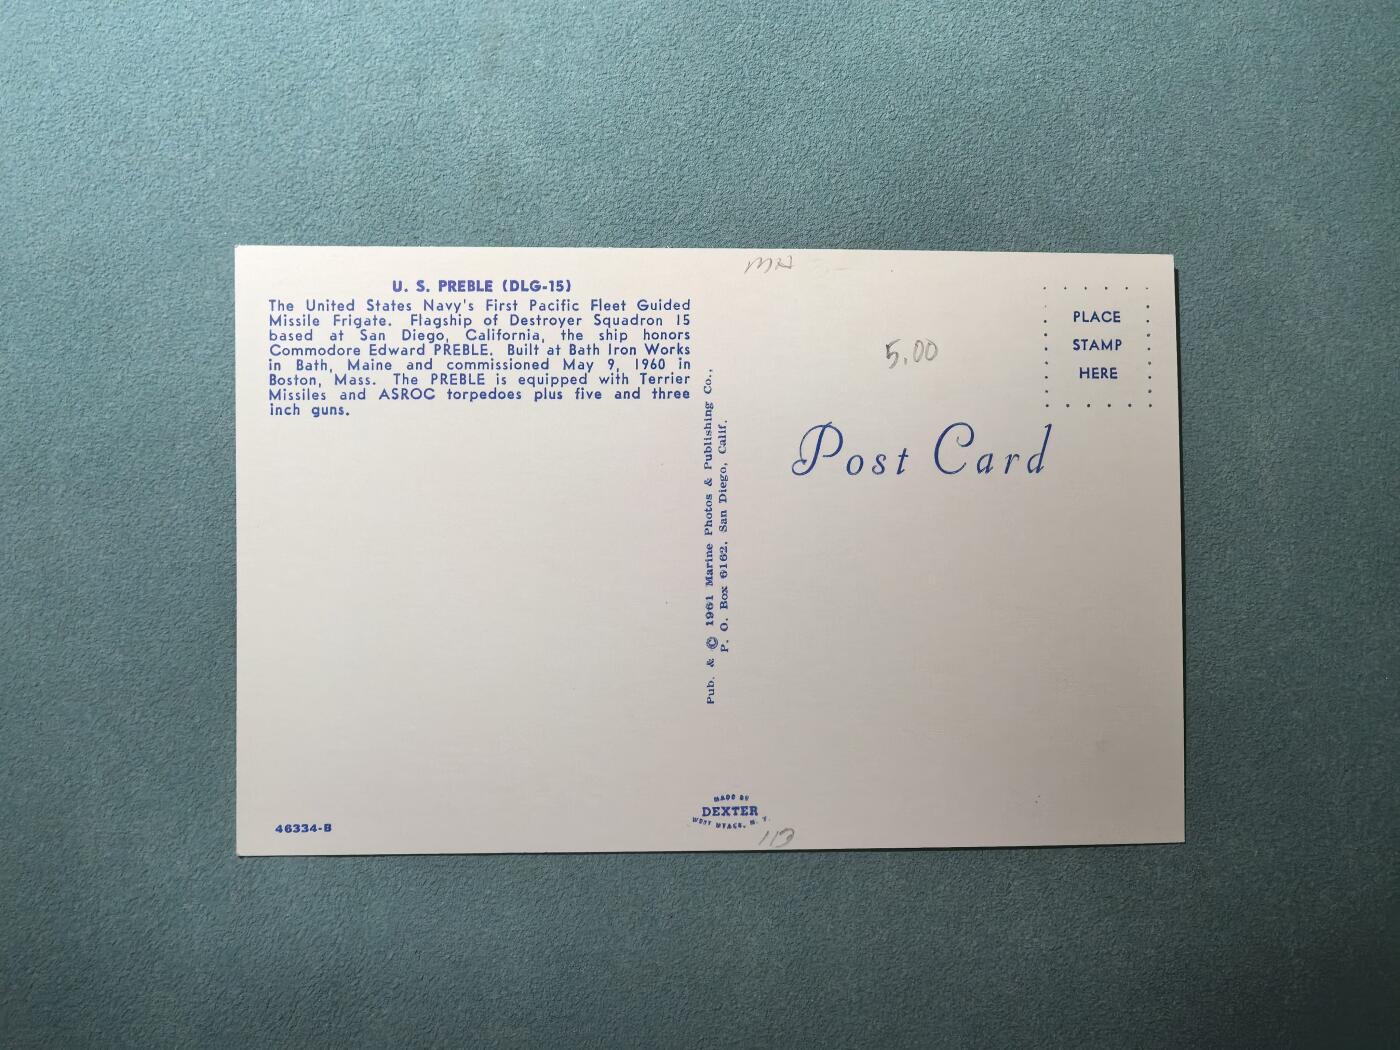 U. S. PREBLE (DLG-15)
The United States Navy's First Pacific Fleet Guided
Missile Frigate. Flagship of Destroyer Squadron 15
based at San Diego, California, the ship honors
Commodore Edward PREBLE. Built at Bath Iron Works
in Bath, Maine and commissioned May 9, 1960 in
Boston, Mass. The PREBLE is equipped with Terrier
Missiles and ASROC torpedoes plus five and three
inch guns.
46334-B
Pub. & © 1961 Marine Photos & Publishing Co.,
P. O. Box 6162, San Diego, Calif.
MADE BY
DEXTER
WEST NYACK, N. Y.
113
5.00
PLACE
STAMP
HERE
Post Card